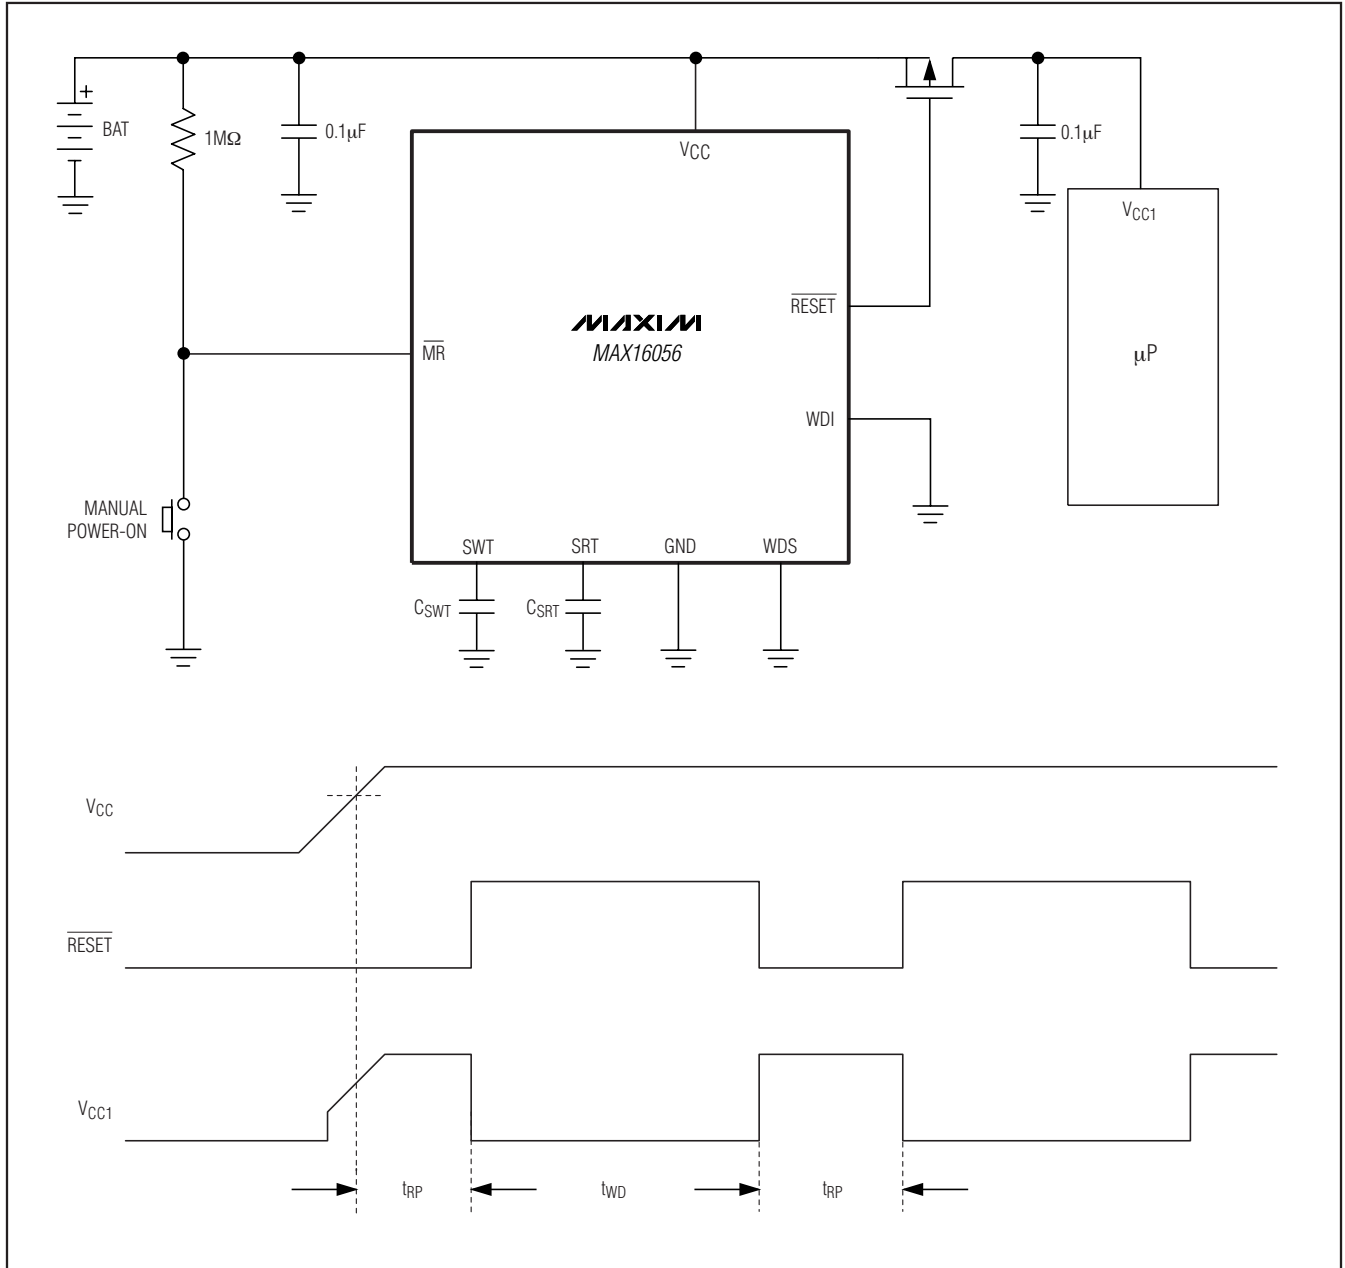 +
BAT
1MΩ
0.1µF
0.1µF
VCC
VCC1
RESET
MAXIM
MAX16056
MR
µP
WDI
MANUAL
POWER-ON
SWT
SRT
GND
WDS
CSWT
CSRT
VCC
RESET
VCC1
tRP
tWD
tRP